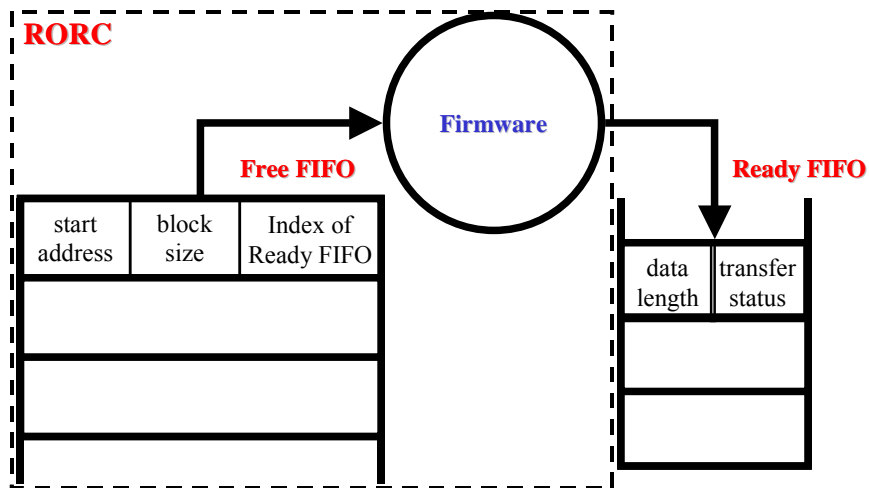 RORC
Firmware
Free FIFO
Ready FIFO
start
address
block
size
Index of
Ready FIFO
data
length
transfer
status